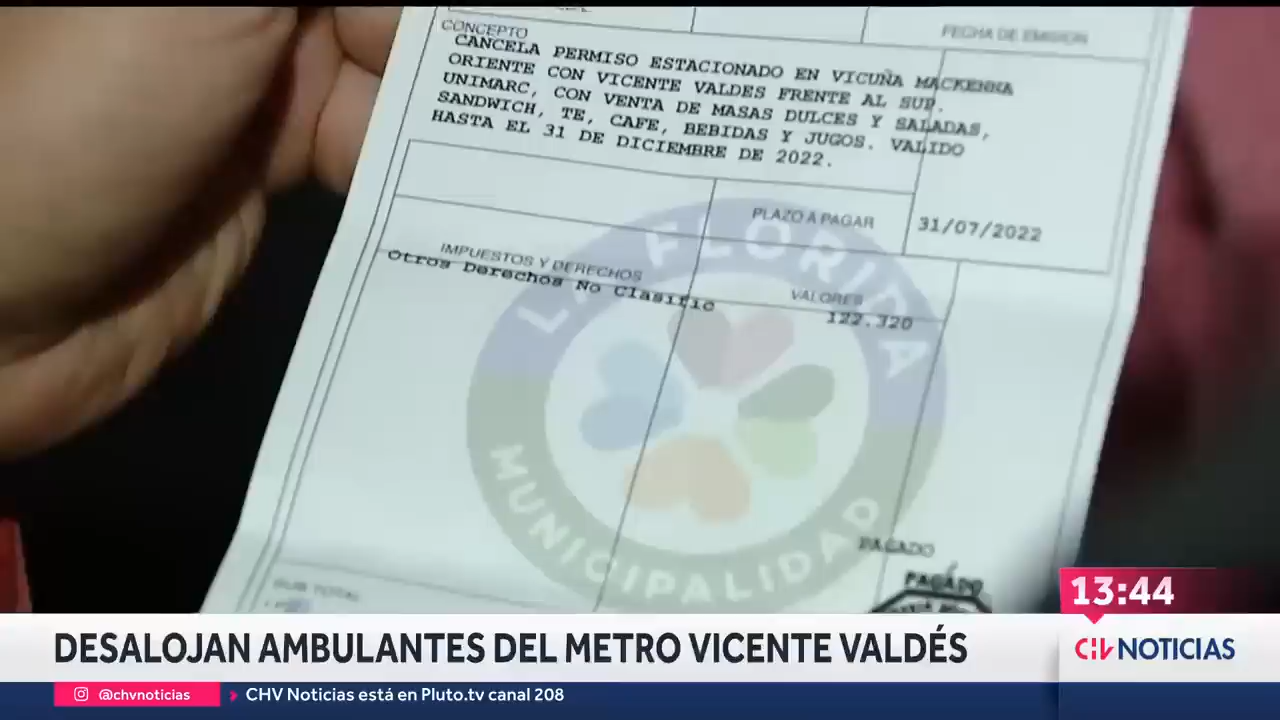 CONCEPTO
FECHA DE EMISION
CANCELA PERMISO ESTACIONADO EN VICUÑA MACKENNA
ORIENTE CON VICENTE VALDES FRENTE AL SUP.
UNIMARC, CON VENTA DE MASAS DULCES Y SALADAS,
SANDWICH, TE, CAFE, BEBIDAS Y JUGOS. VALIDO
HASTA EL 31 DE DICIEMBRE DE 2022.
PLAZO A PAGAR
31/07/2022
IMPUESTOS Y DERECHOS
VALORES
Otros Derechos No Clasific
122.320
LA FLORIDA
MUNICIPALIDAD
PAGADO
PAGADO
SUB TOTAL
13:44
DESALOJAN AMBULANTES DEL METRO VICENTE VALDÉS
CHV NOTICIAS
@chvnoticias
CHV Noticias está en Pluto.tv canal 208